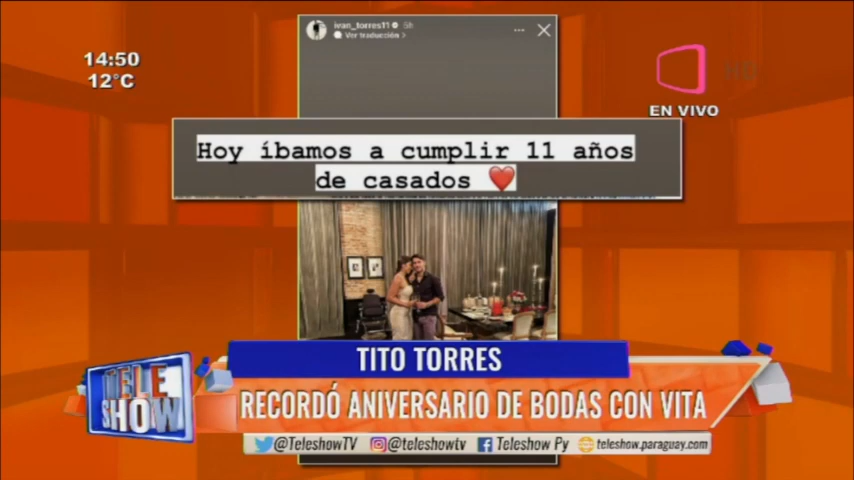 ivan_torres11
Ver traducción >
14:50
12°C
HD
EN VIVO
Hoy íbamos a cumplir 11 años
de casados ❤️
TITO TORRES
TELE
SHOW
RECORDÓ ANIVERSARIO DE BODAS CON VITA
@TeleshowTV @teleshowtv Teleshow Py teleshow.paraguay.com